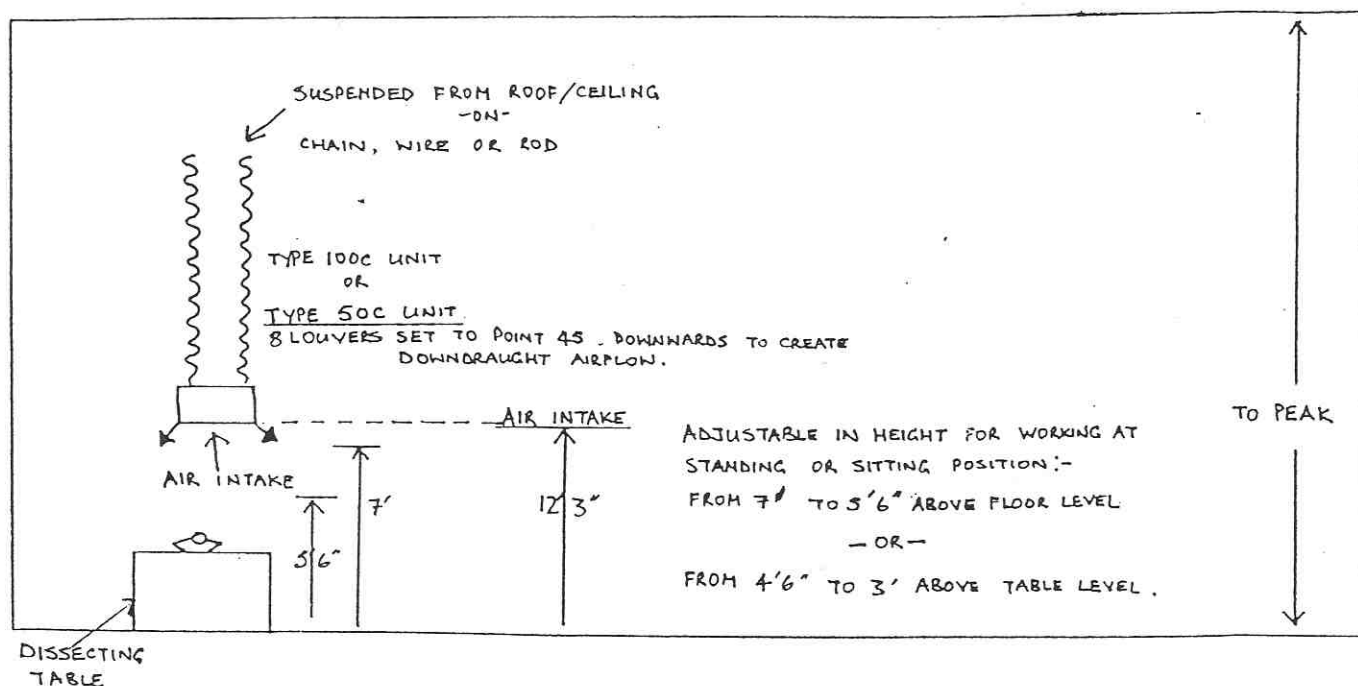 SUSPENDED FROM ROOF/CEILING
-ON-
CHAIN, WIRE OR ROD
TYPE 100C UNIT
OR
TYPE 50C UNIT
8 LOUVERS SET TO POINT 45 . DOWNWARDS TO CREATE
DOWNDRAUGHT AIRFLOW.
AIR INTAKE
AIR INTAKE
7'
5'6"
12'3"
ADJUSTABLE IN HEIGHT FOR WORKING AT
STANDING OR SITTING POSITION:-
FROM 7' TO 5'6" ABOVE FLOOR LEVEL
-OR-
FROM 4'6" TO 3' ABOVE TABLE LEVEL.
TO PEAK
DISSECTING
TABLE